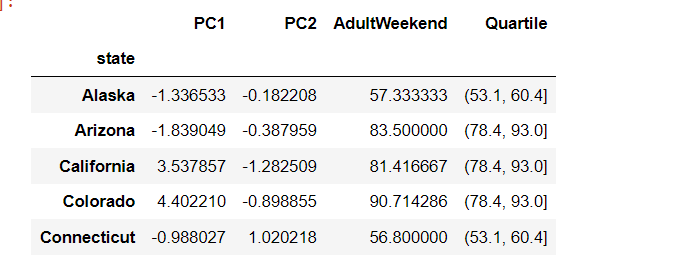 ]:
PC1 PC2 AdultWeekend Quartile
state
Alaska -1.336533 -0.182208 57.333333 (53.1, 60.4]
Arizona -1.839049 -0.387959 83.500000 (78.4, 93.0]
California 3.537857 -1.282509 81.416667 (78.4, 93.0]
Colorado 4.402210 -0.898855 90.714286 (78.4, 93.0]
Connecticut -0.988027 1.020218 56.800000 (53.1, 60.4]